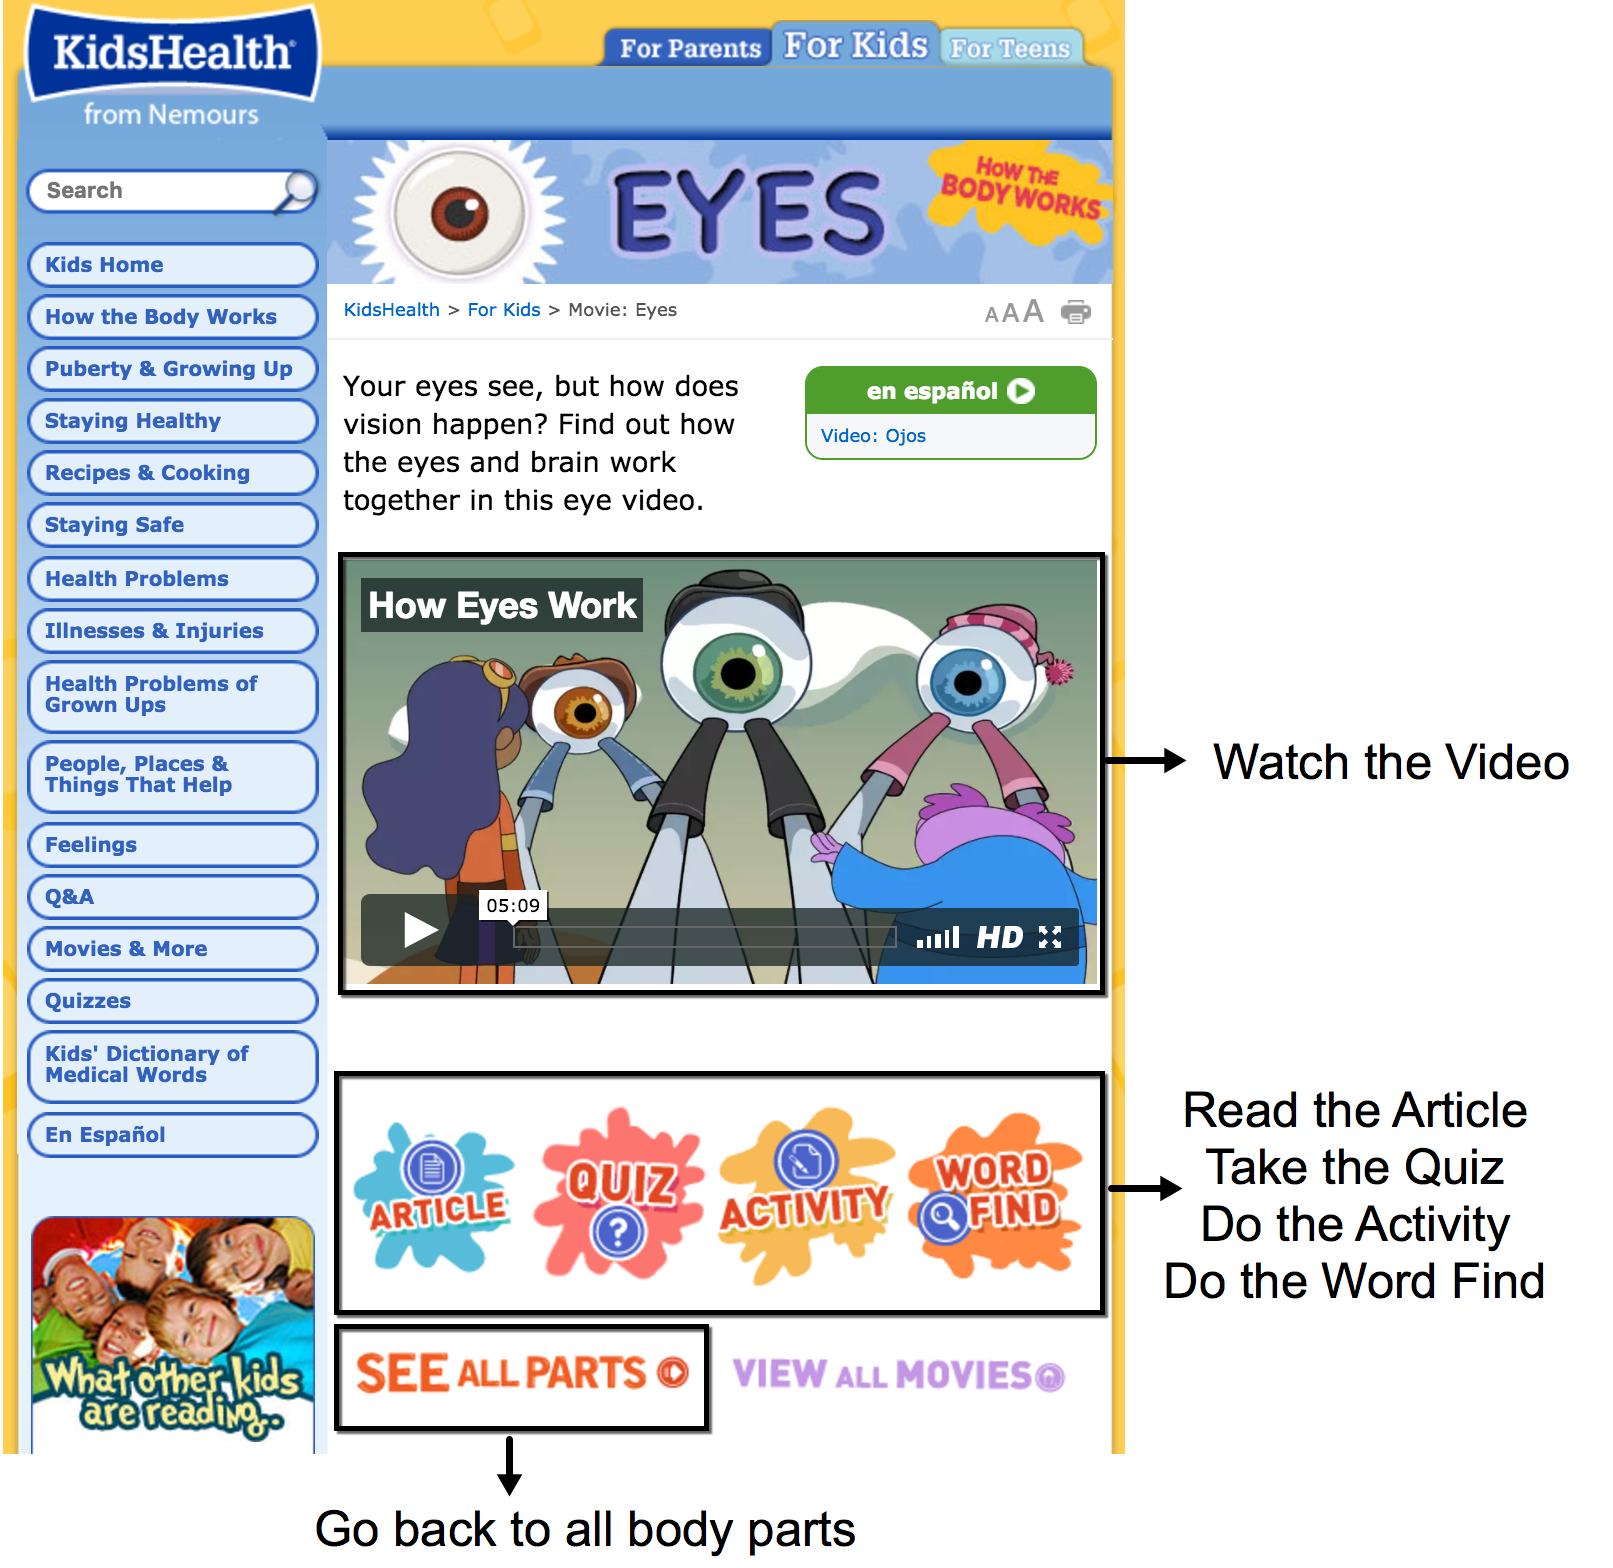 KidsHealth®
from Nemours
For Parents
For Kids
For Teens
Search
EYES
HOW THE
BODY WORKS
Kids Home
How the Body Works
Puberty & Growing Up
Staying Healthy
Recipes & Cooking
Staying Safe
Health Problems
Illnesses & Injuries
Health Problems of
Grown Ups
People, Places &
Things That Help
Feelings
Q&A
Movies & More
Quizzes
Kids' Dictionary of
Medical Words
En Español
What other kids
are reading...
KidsHealth > For Kids > Movie: Eyes
AAA
Your eyes see, but how does
vision happen? Find out how
the eyes and brain work
together in this eye video.
en español
Video: Ojos
How Eyes Work
05:09
HD
Watch the Video
ARTICLE
QUIZ
?
ACTIVITY
WORD
FIND
Read the Article
Take the Quiz
Do the Activity
Do the Word Find
SEE ALL PARTS
VIEW ALL MOVIES
Go back to all body parts